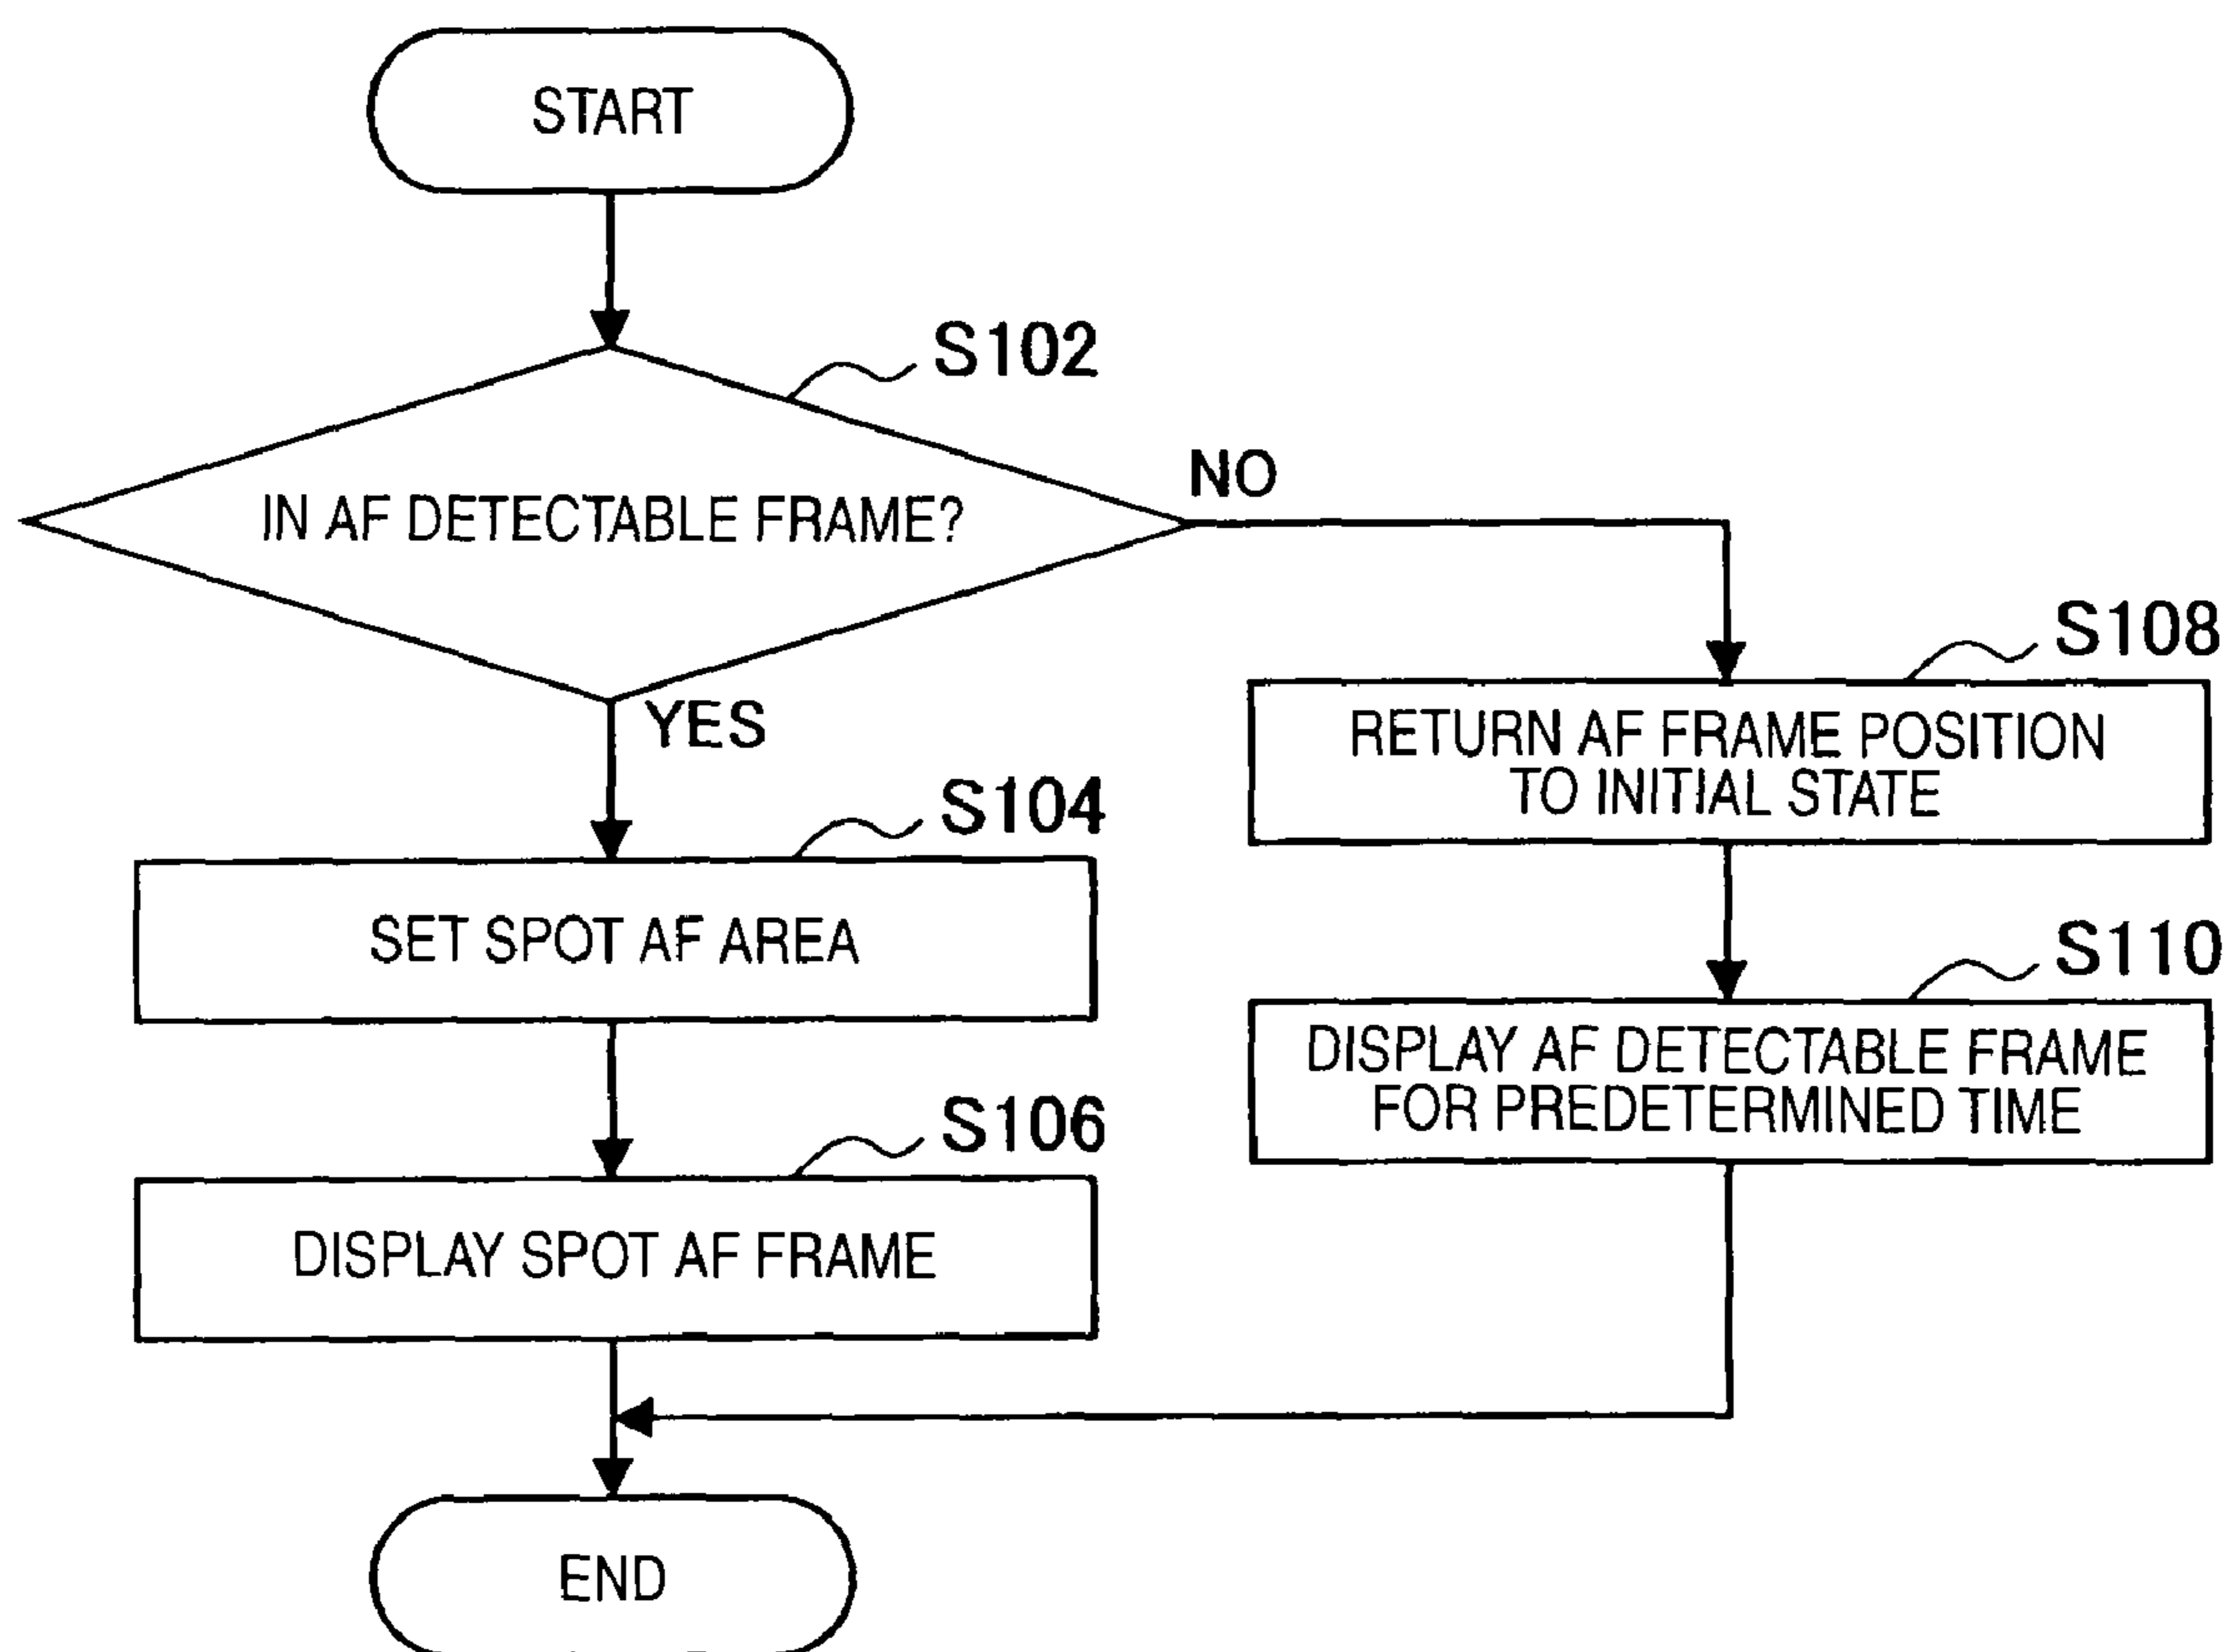 START
S102
IN AF DETECTABLE FRAME?
NO
YES
S104
SET SPOT AF AREA
S106
DISPLAY SPOT AF FRAME
S108
RETURN AF FRAME POSITION
TO INITIAL STATE
S110
DISPLAY AF DETECTABLE FRAME
FOR PREDETERMINED TIME
END